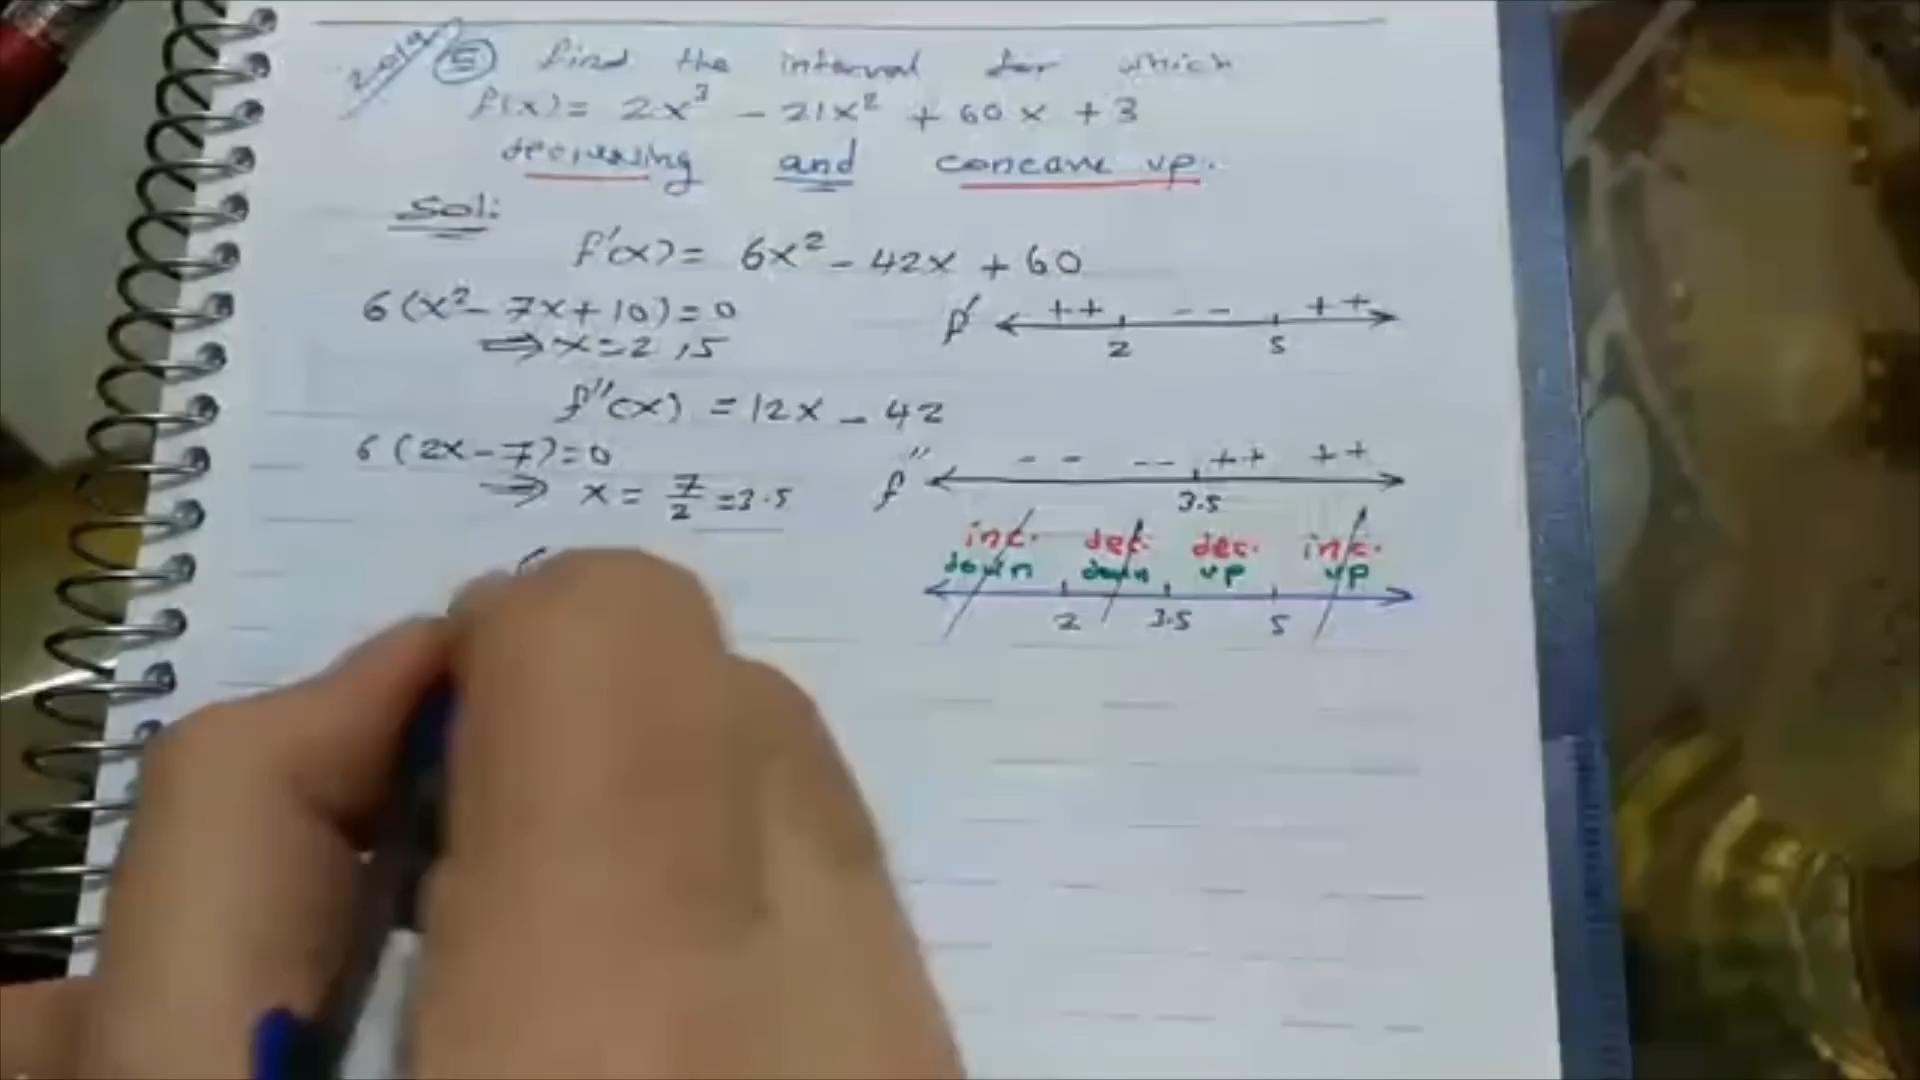 2019 ⑤ find the interval for which
f(x) = 2x³ - 21x² + 60x + 3
decreasing and concave up.
Sol:
f'(x) = 6x² - 42x + 60
6(x² - 7x + 10) = 0
⇒ x = 2, 5
f' ++ -- ++
2 5
f''(x) = 12x - 42
6(2x - 7) = 0
⇒ x = 7/2 = 3.5
f'' - - -- ++ ++
3.5
inc. dec. dec. inc.
down down up up
2 3.5 5
(